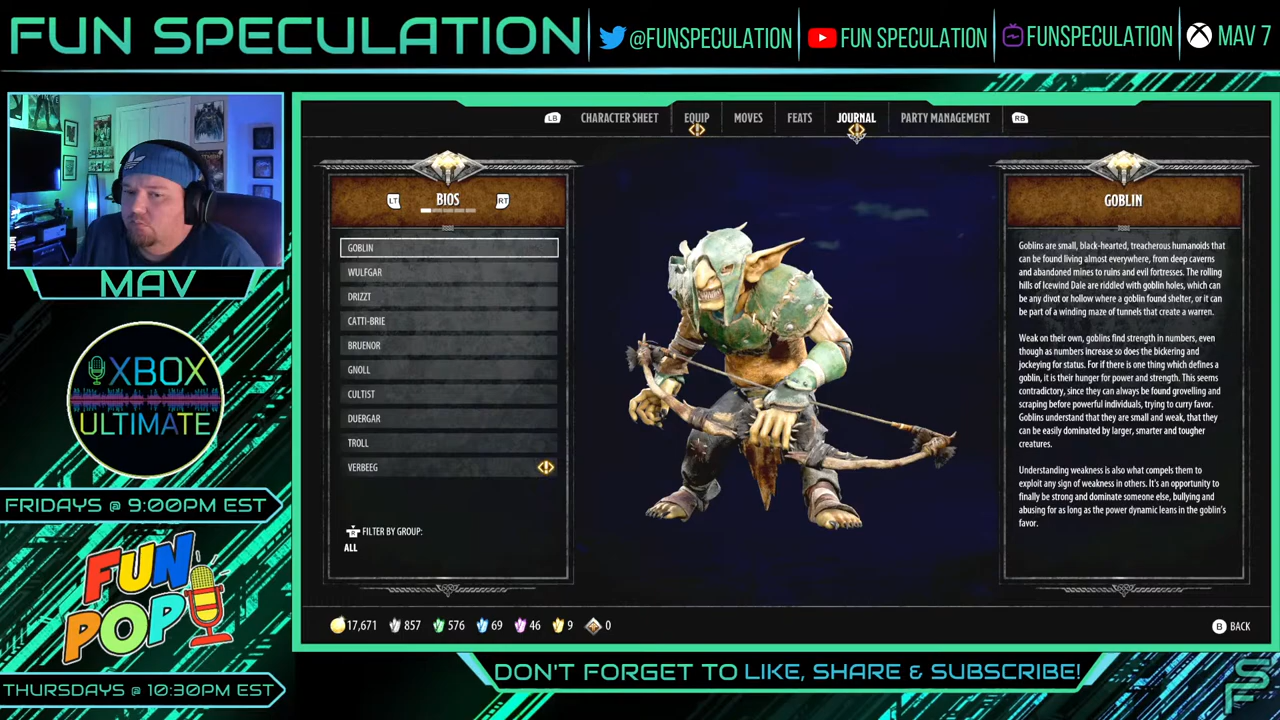 FUN SPECULATION
@FUNSPECULATION
FUN SPECULATION
FUNSPECULATION
MAV 7
MAV
XBOX
ULTIMATE
FRIDAYS @ 9:00PM EST
FUN
POP
THURSDAYS @ 10:30PM EST
LB
CHARACTER SHEET
EQUIP
MOVES
FEATS
JOURNAL
PARTY MANAGEMENT
RB
LT
BIOS
RT
GOBLIN
WULFGAR
DRIZZT
CATTI-BRIE
BRUENOR
GNOLL
CULTIST
DUERGAR
TROLL
VERBEEG
R FILTER BY GROUP:
ALL
GOBLIN
Goblins are small, black-hearted, treacherous humanoids that
can be found living almost everywhere, from deep caverns
and abandoned mines to ruins and evil fortresses. The rolling
hills of Icewind Dale are riddled with goblin holes, which can
be any divot or hollow where a goblin found shelter, or it can
be part of a winding maze of tunnels that create a warren.
Weak on their own, goblins find strength in numbers, even
though as numbers increase so does the bickering and
jockeying for status. For if there is one thing which defines a
goblin, it is their hunger for power and strength. This seems
contradictory, since they can always be found grovelling and
scraping before powerful individuals, trying to curry favor.
Goblins understand that they are small and weak, that they
can be easily dominated by larger, smarter and tougher
creatures.
Understanding weakness is also what compels them to
exploit any sign of weakness in others. It's an opportunity to
finally be strong and dominate someone else, bullying and
abusing for as long as the power dynamic leans in the goblin's
favor.
17,671
857
576
69
46
9
0
B BACK
DON'T FORGET TO LIKE, SHARE & SUBSCRIBE!
SF